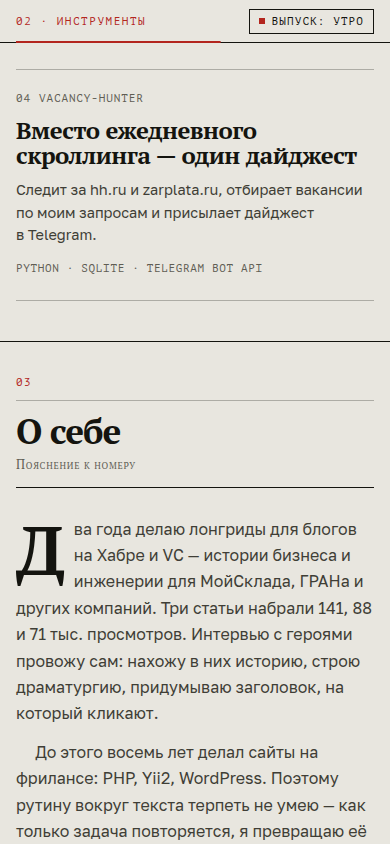 02 · ИНСТРУМЕНТЫ
ВЫПУСК: УТРО
04 VACANCY-HUNTER
Вместо ежедневного
скроллинга — один дайджест
Следит за hh.ru и zarplata.ru, отбирает вакансии
по моим запросам и присылает дайджест
в Telegram.
PYTHON · SQLITE · TELEGRAM BOT API
03
О себе
Пояснение к номеру
Два года делаю лонгриды для блогов
на Хабре и VC — истории бизнеса и
инженерии для МойСклада, ГРАНа и
других компаний. Три статьи набрали 141, 88
и 71 тыс. просмотров. Интервью с героями
провожу сам: нахожу в них историю, строю
драматургию, придумываю заголовок, на
который кликают.
До этого восемь лет делал сайты на
фрилансе: PHP, Yii2, WordPress. Поэтому
рутину вокруг текста терпеть не умею — как
только задача повторяется, я превращаю её